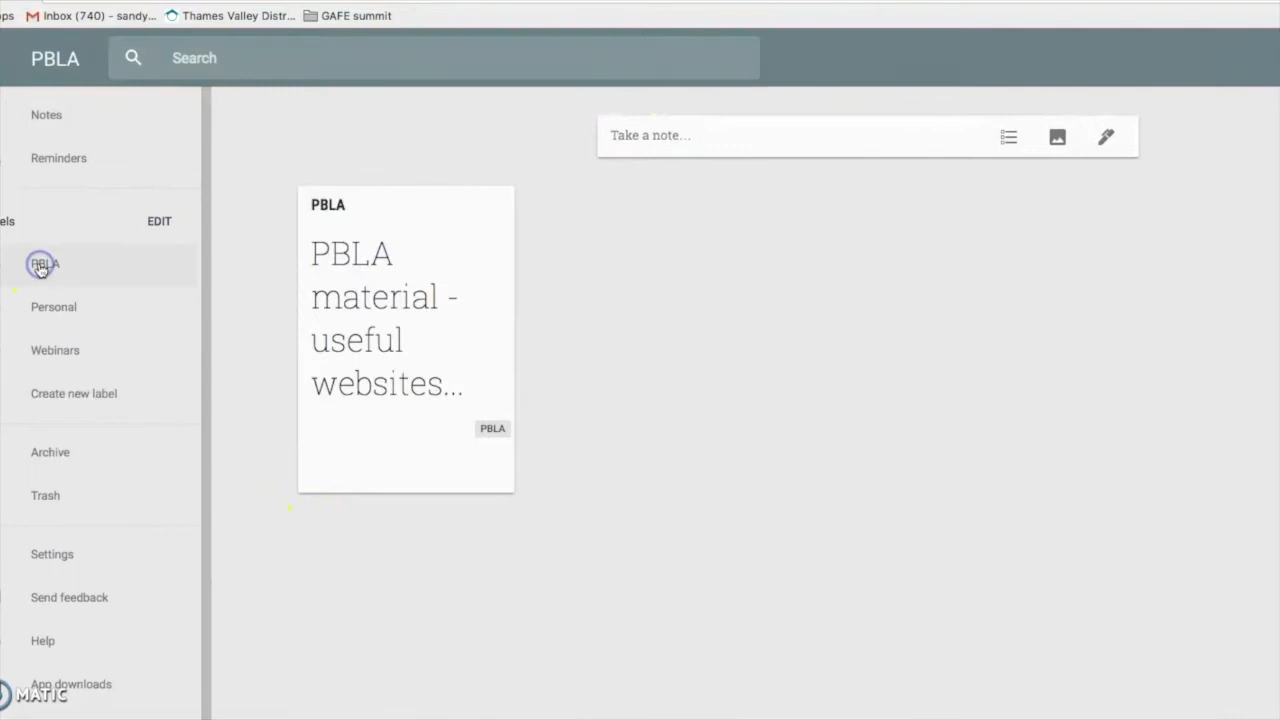 ops Inbox (740) - sandy... Thames Valley Distr... GAFE summit
PBLA Search
Notes
Reminders
els EDIT
PBLA
Personal
Webinars
Create new label
Archive
Trash
Settings
Send feedback
Help
App downloads
MATIC
Take a note...
PBLA
PBLA
material -
useful
websites...
PBLA